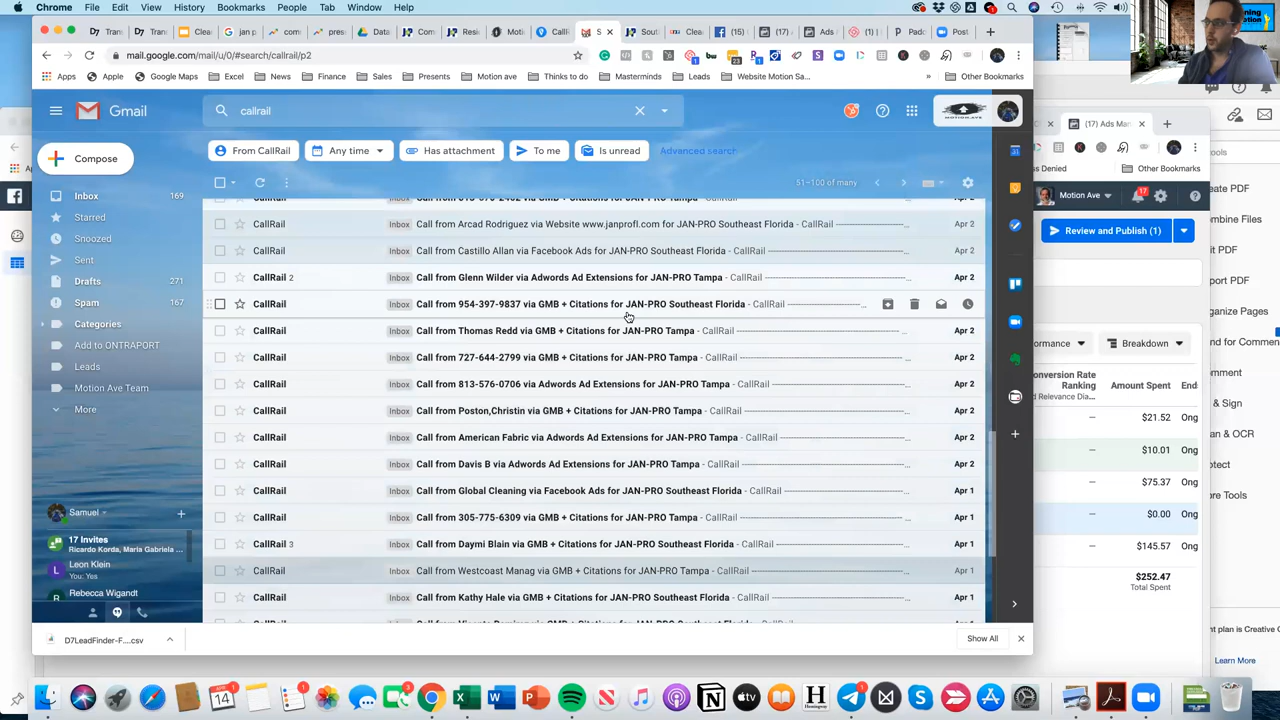 Chrome File Edit View History Bookmarks People Tab Window Help
mail.google.com/mail/u/0/#search/callrail/p2
Apps Apple Google Maps Excel News Finance Sales Presents Motion ave Thinks to do Masterminds Leads Website Motion Sa... » Other Bookmarks
Gmail
callrail
Compose
From CallRail Any time Has attachment To me Is unread Advanced search
51–100 of many
Inbox 169
Starred
Snoozed
Sent
Drafts 271
Spam 167
Categories
Add to ONTRAPORT
Leads
Motion Ave Team
More
Samuel
17 Invites
Ricardo Korda, Maria Gabriela ...
Leon Klein
You: Yes
Rebecca Wigandt
CallRail Inbox Call from Arcad Rodriguez via Website www.janprofl.com for JAN-PRO Southeast Florida Apr 2
CallRail Inbox Call from Castillo Allan via Facebook Ads for JAN-PRO Southeast Florida - CallRail Apr 2
CallRail 2 Inbox Call from Glenn Wilder via Adwords Ad Extensions for JAN-PRO Tampa - CallRail Apr 2
CallRail Inbox Call from 954-397-9837 via GMB + Citations for JAN-PRO Southeast Florida - CallRail
CallRail Inbox Call from Thomas Redd via GMB + Citations for JAN-PRO Tampa - CallRail Apr 2
CallRail Inbox Call from 727-644-2799 via GMB + Citations for JAN-PRO Tampa - CallRail Apr 2
CallRail Inbox Call from 813-576-0706 via Adwords Ad Extensions for JAN-PRO Tampa - CallRail Apr 2
CallRail Inbox Call from Poston,Christin via GMB + Citations for JAN-PRO Tampa - CallRail Apr 2
CallRail Inbox Call from American Fabric via Adwords Ad Extensions for JAN-PRO Tampa - CallRail Apr 2
CallRail Inbox Call from Davis B via Adwords Ad Extensions for JAN-PRO Tampa - CallRail Apr 2
CallRail Inbox Call from Global Cleaning via Facebook Ads for JAN-PRO Southeast Florida - CallRail Apr 1
CallRail Inbox Call from 305-775-6309 via GMB + Citations for JAN-PRO Tampa - CallRail Apr 1
CallRail 3 Inbox Call from Daymi Blain via GMB + Citations for JAN-PRO Southeast Florida - CallRail Apr 1
CallRail Inbox Call from Westcoast Manag via GMB + Citations for JAN-PRO Tampa - CallRail Apr 1
CallRail Inbox Call from Kathy Hale via GMB + Citations for JAN-PRO Southeast Florida - CallRail Apr 1
D7LeadFinder-F....csv
Show All
(17) Ads Man
Other Bookmarks
Motion Ave
Review and Publish (1)
Breakdown
Ranking
Amount Spent
$21.52 Ong
$10.01 Ong
$75.37 Ong
$0.00 Ong
$145.57 Ong
$252.47
Total Spent
Learn More